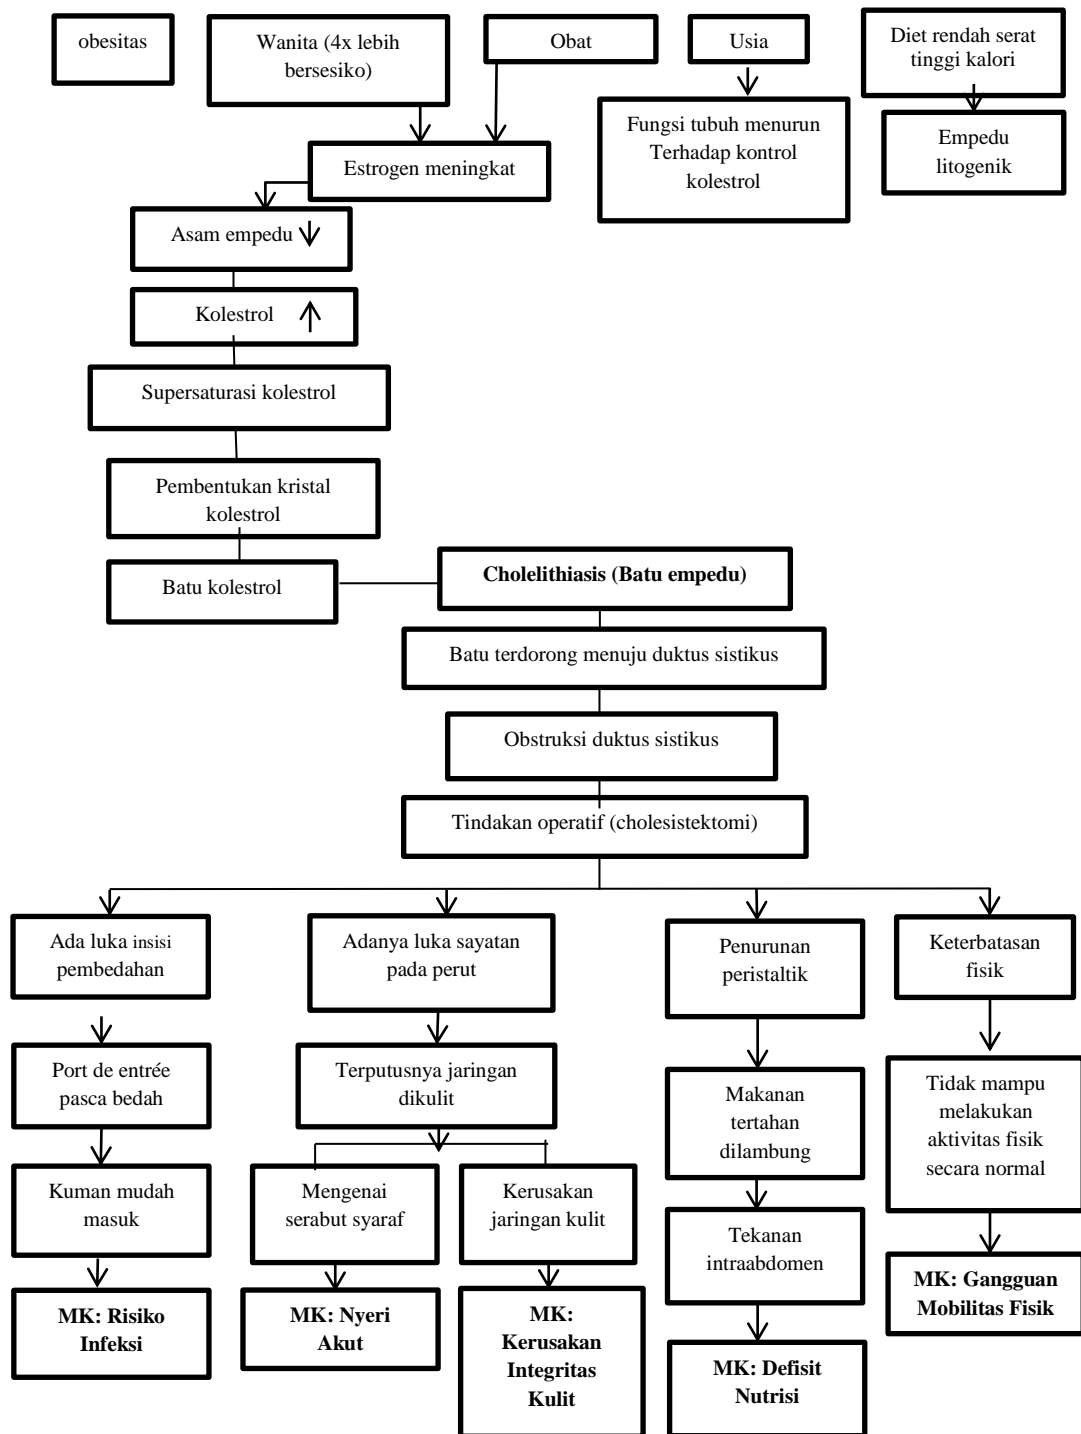 obesitas
Wanita (4x lebih
bersesiko)
Obat
Usia
Diet rendah serat
tinggi kalori
Estrogen meningkat
Fungsi tubuh menurun
Terhadap kontrol
kolestrol
Empedu
litogenik
Asam empedu
Kolestrol
Supersaturasi kolestrol
Pembentukan kristal
kolestrol
Batu kolestrol
Cholelithiasis (Batu empedu)
Batu terdorong menuju duktus sistikus
Obstruksi duktus sistikus
Tindakan operatif (cholesistektomi)
Ada luka insisi
pembedahan
Adanya luka sayatan
pada perut
Penurunan
peristaltik
Keterbatasan
fisik
Port de entrée
pasca bedah
Terputusnya jaringan
dikulit
Makanan
tertahan
dilambung
Tidak mampu
melakukan
aktivitas fisik
secara normal
Kuman mudah
masuk
Mengenai
serabut syaraf
Kerusakan
jaringan kulit
Tekanan
intraabdomen
MK: Risiko
Infeksi
MK: Nyeri
Akut
MK:
Kerusakan
Integritas
Kulit
MK: Defisit
Nutrisi
MK: Gangguan
Mobilitas Fisik